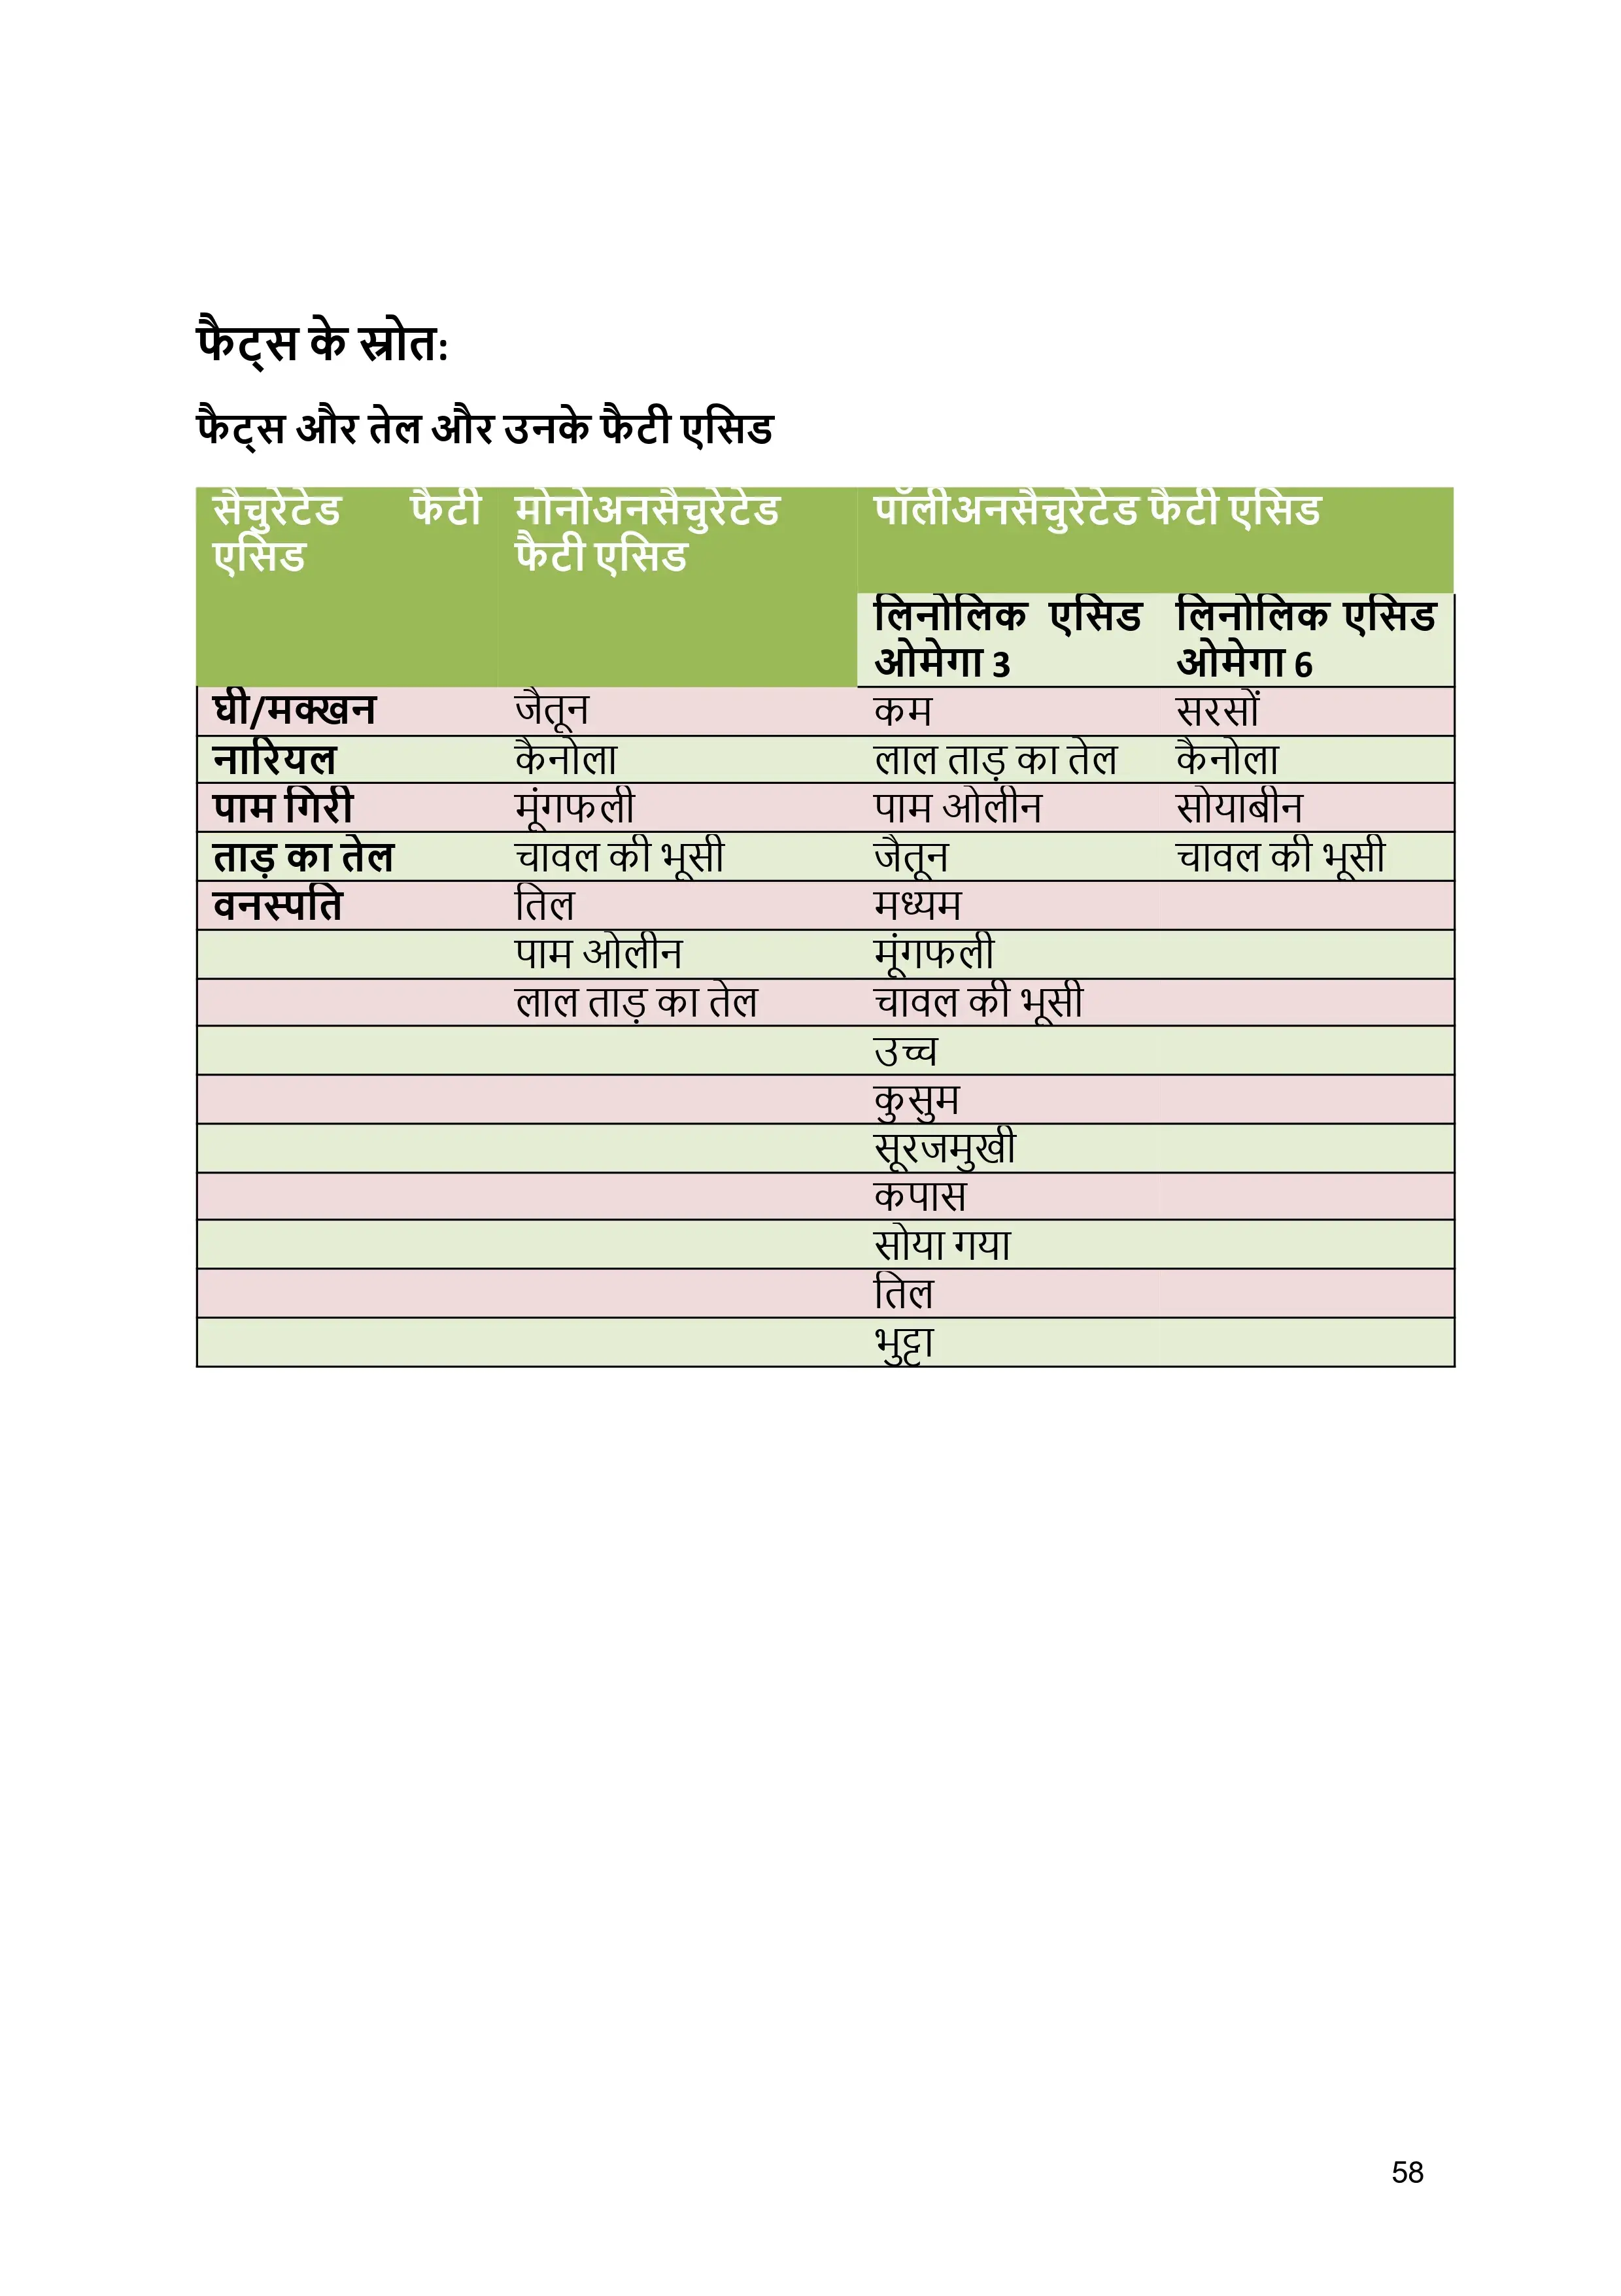 फैट्स के स्रोत:
फैट्स और तेल और उनके फैटी एसिड
सैचुरेटेड फैटी मोनोअनसैचुरेटेड पॉलीअनसैचुरेटेड फैटी एसिड
एसिड फैटी एसिड
लिनोलिक एसिड लिनोलिक एसिड
ओमेगा 3 ओमेगा 6
घी/मक्खन जैतून कम सरसों
नारियल कैनोला लाल ताड़ का तेल कैनोला
पाम गिरी मूंगफली पाम ओलीन सोयाबीन
ताड़ का तेल चावल की भूसी जैतून चावल की भूसी
वनस्पति तिल मध्यम
पाम ओलीन मूंगफली
लाल ताड़ का तेल चावल की भूसी
उच्च
कुसुम
सूरजमुखी
कपास
सोया गया
तिल
भुट्टा
58